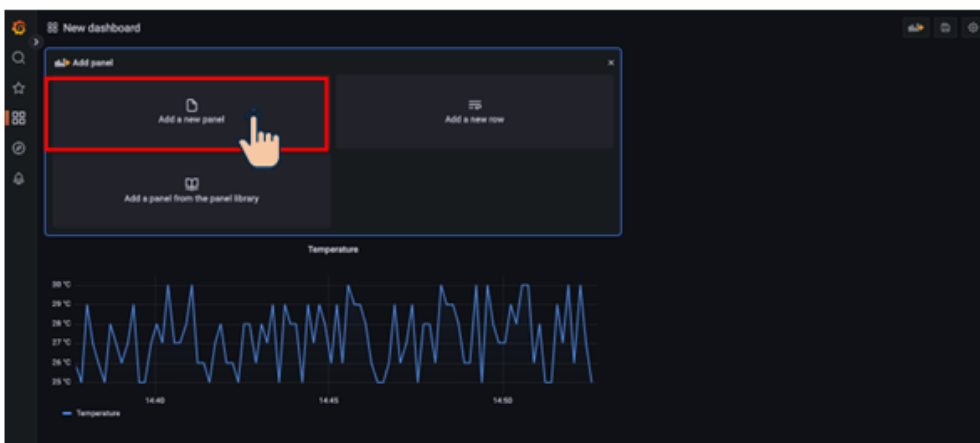 New dashboard
Add panel
Add a new panel
Add a new row
Add a panel from the panel library
Temperature
30 °C
29 °C
28 °C
27 °C
26 °C
25 °C
14:40
14:45
14:50
Temperature